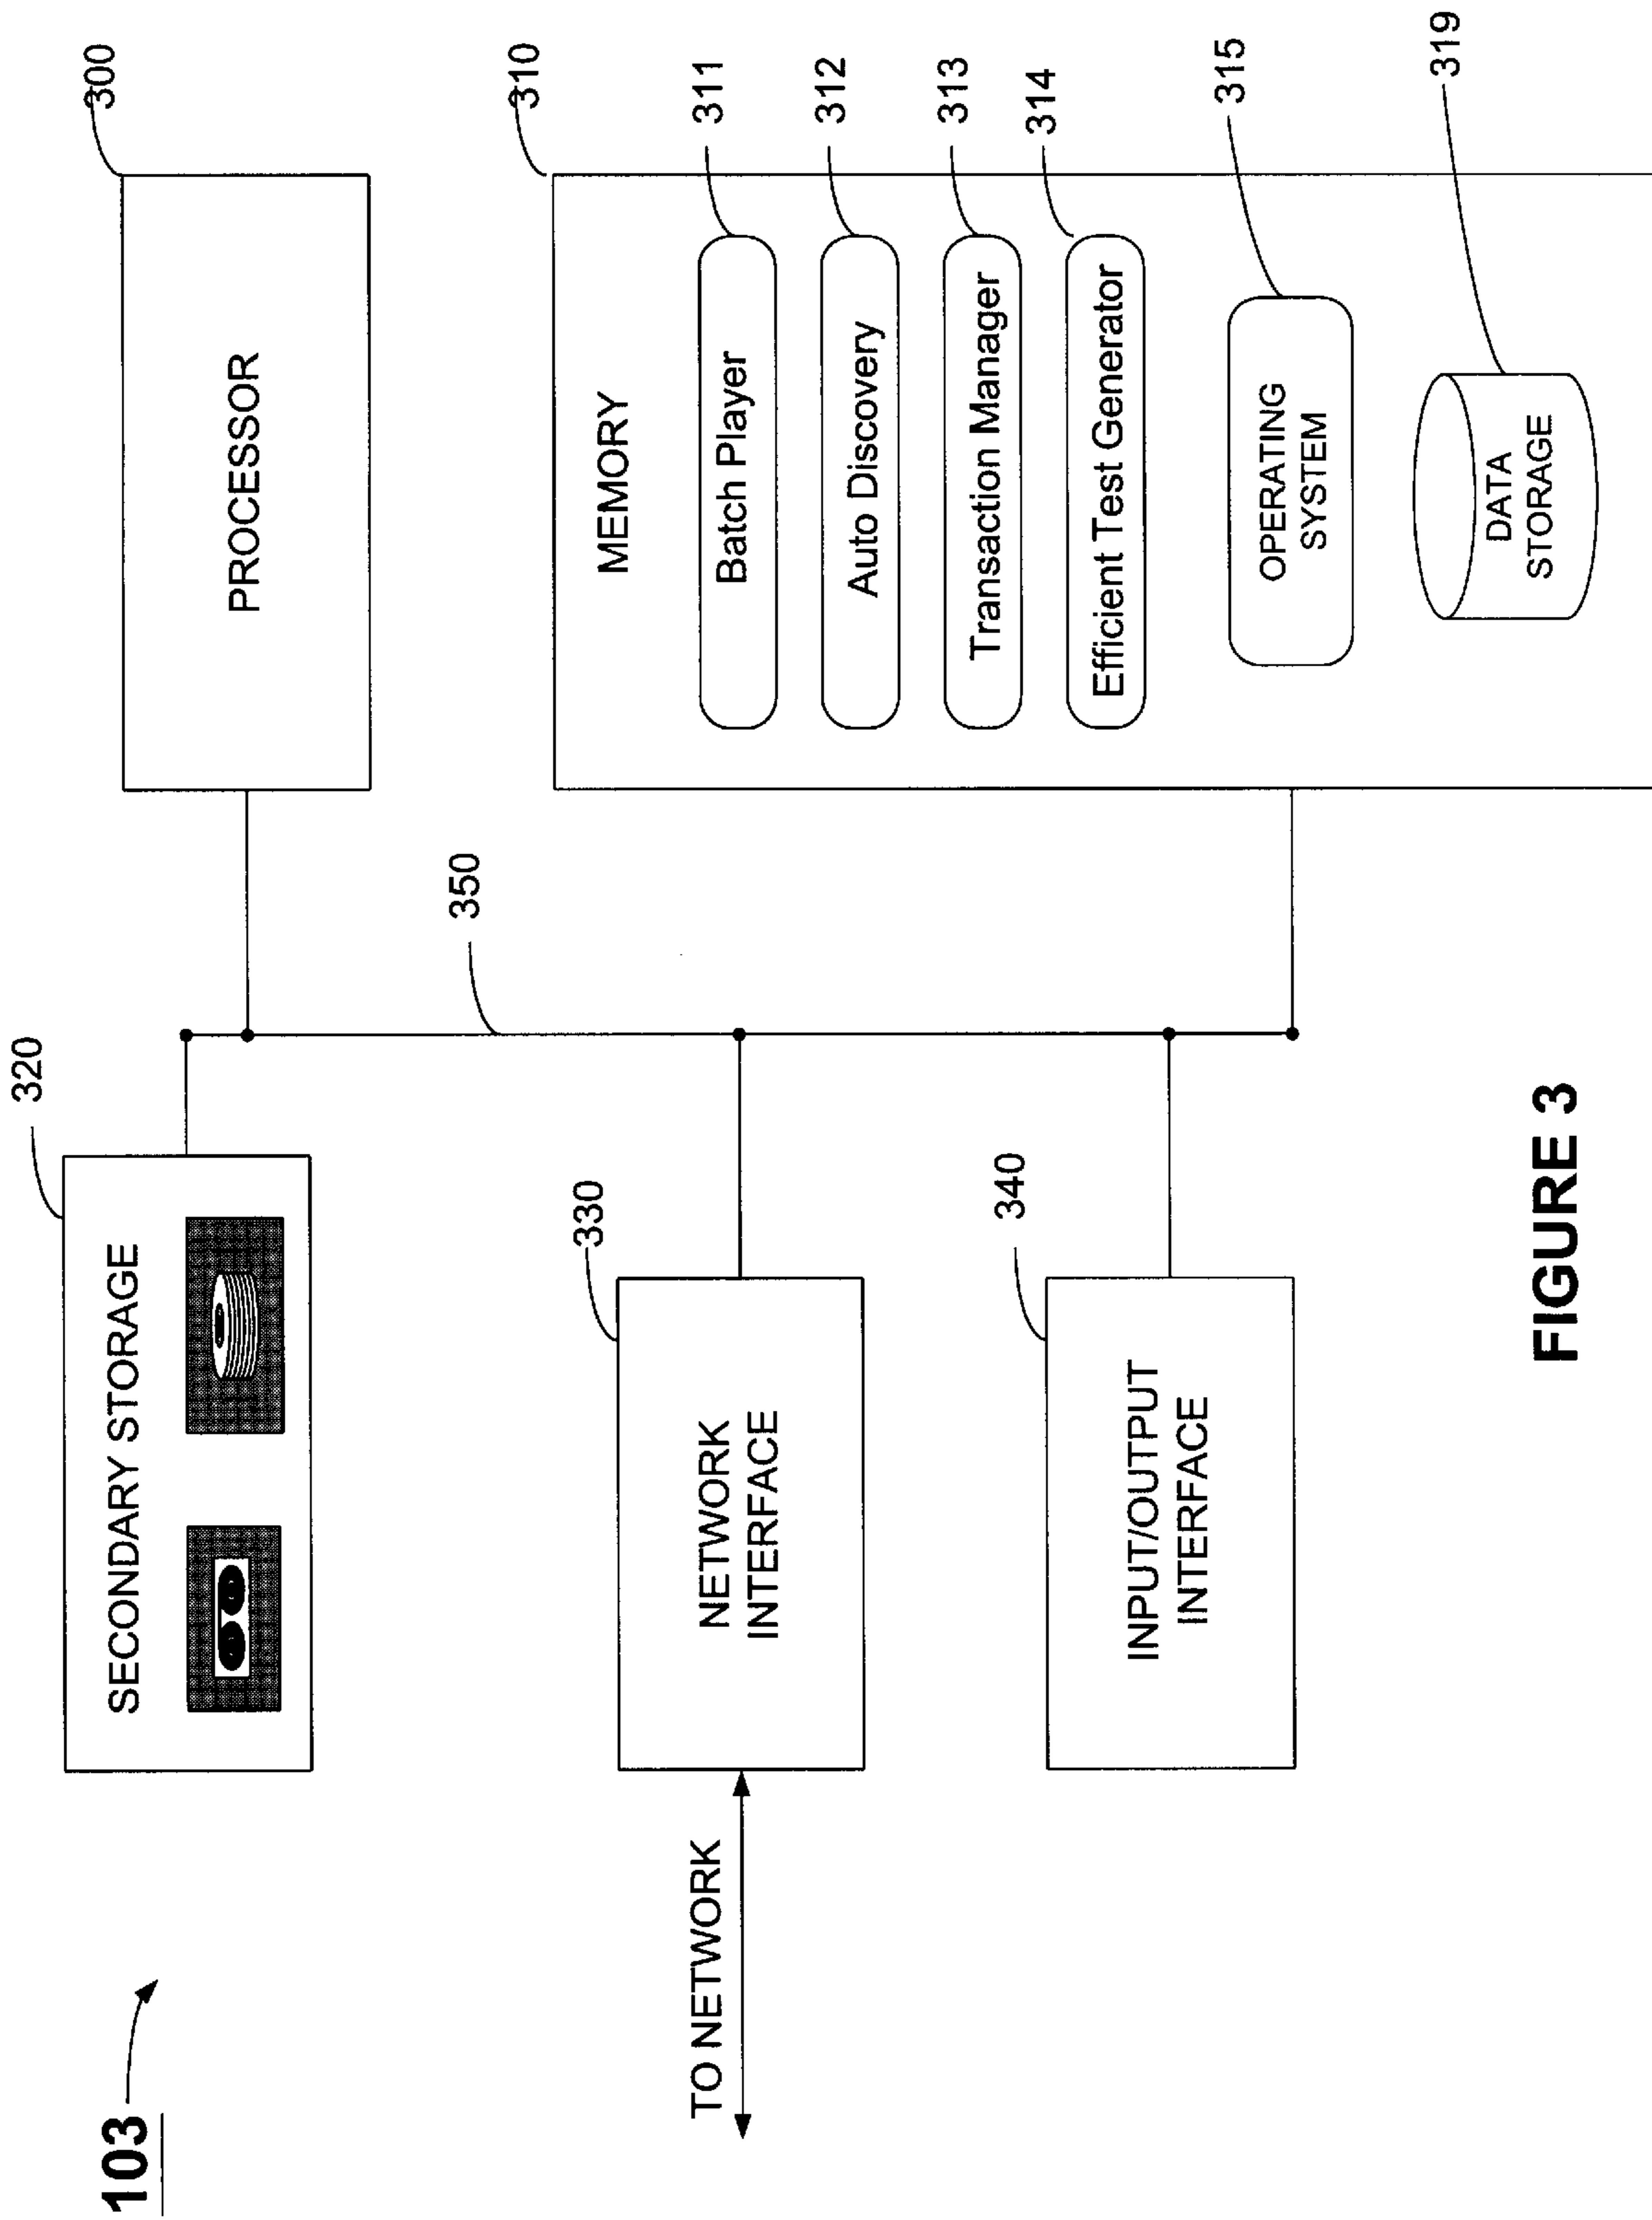 103
320
SECONDARY STORAGE
300
PROCESSOR
350
TO NETWORK
330
NETWORK
INTERFACE
340
INPUT/OUTPUT
INTERFACE
310
MEMORY
Batch Player
311
Auto Discovery
312
Transaction Manager
313
Efficient Test Generator
314
OPERATING
SYSTEM
315
DATA
STORAGE
319
FIGURE 3